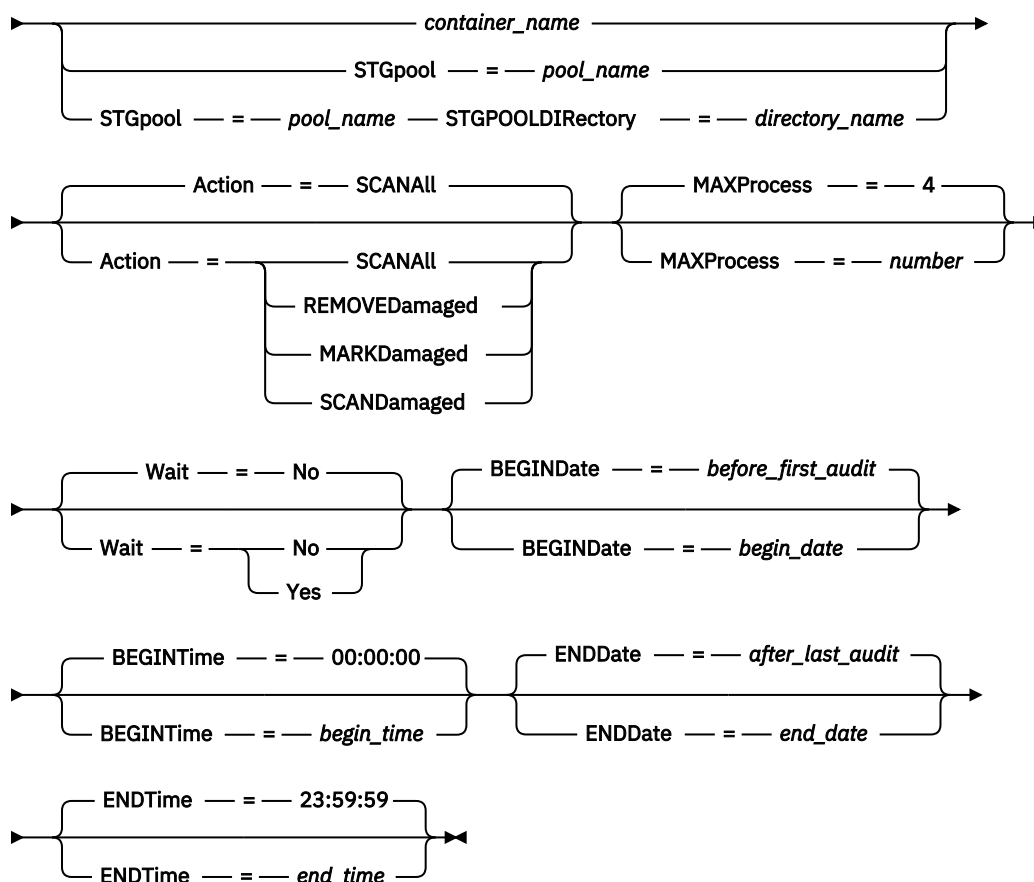 container_name
STGpool = pool_name
STGpool = pool_name STGPOOLDIRectory = directory_name
Action = SCANAll MAXProcess = 4
Action = SCANAll MAXProcess = number
REMOVEDamaged
MARKDamaged
SCANDamaged
Wait = No BEGINDate = before_first_audit
Wait = No BEGINDate = begin_date
Yes
BEGINTime = 00:00:00 ENDDate = after_last_audit
BEGINTime = begin_time ENDDate = end_date
ENDTime = 23:59:59
ENDTime = end_time